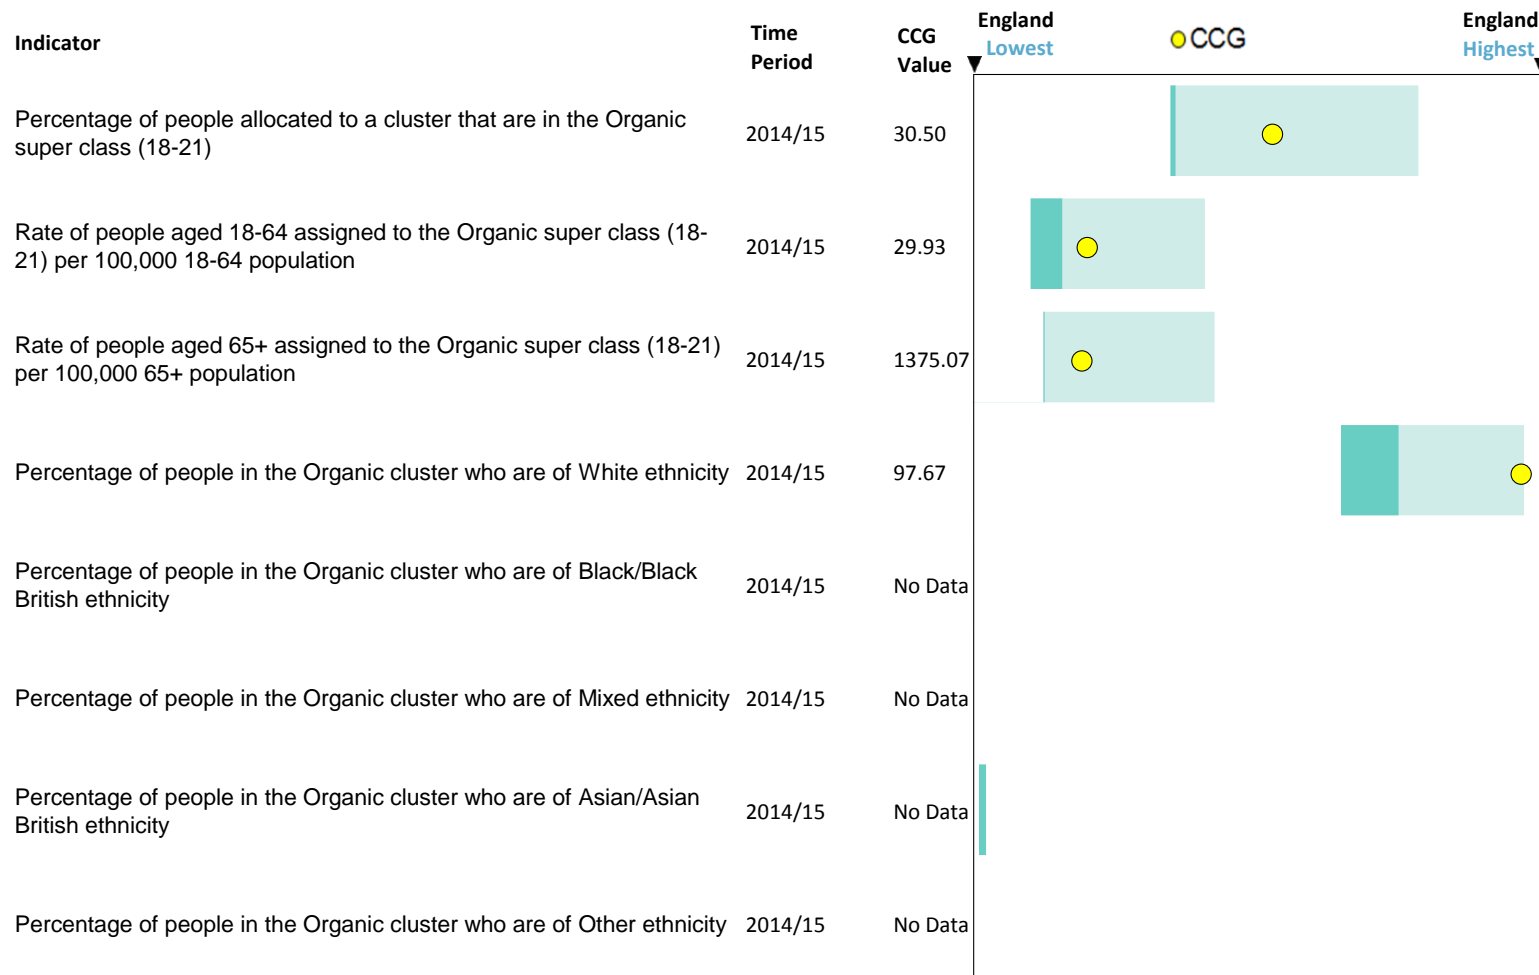 Indicator
Time
Period
CCG
Value
England
Lowest
CCG
England
Highest
Percentage of people allocated to a cluster that are in the Organic
super class (18-21)
2014/15
30.50
Rate of people aged 18-64 assigned to the Organic super class (18-
21) per 100,000 18-64 population
2014/15
29.93
Rate of people aged 65+ assigned to the Organic super class (18-21)
per 100,000 65+ population
2014/15
1375.07
Percentage of people in the Organic cluster who are of White ethnicity
2014/15
97.67
Percentage of people in the Organic cluster who are of Black/Black
British ethnicity
2014/15
No Data
Percentage of people in the Organic cluster who are of Mixed ethnicity
2014/15
No Data
Percentage of people in the Organic cluster who are of Asian/Asian
British ethnicity
2014/15
No Data
Percentage of people in the Organic cluster who are of Other ethnicity
2014/15
No Data